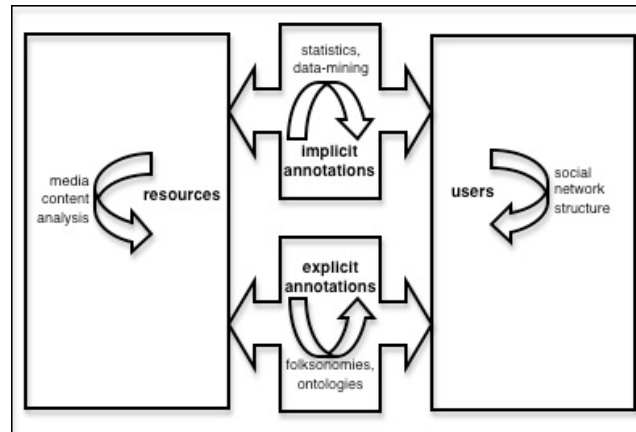 statistics,
data-mining
implicit
annotations
media
content
analysis
resources
users
social
network
structure
explicit
annotations
folksonomies,
ontologies